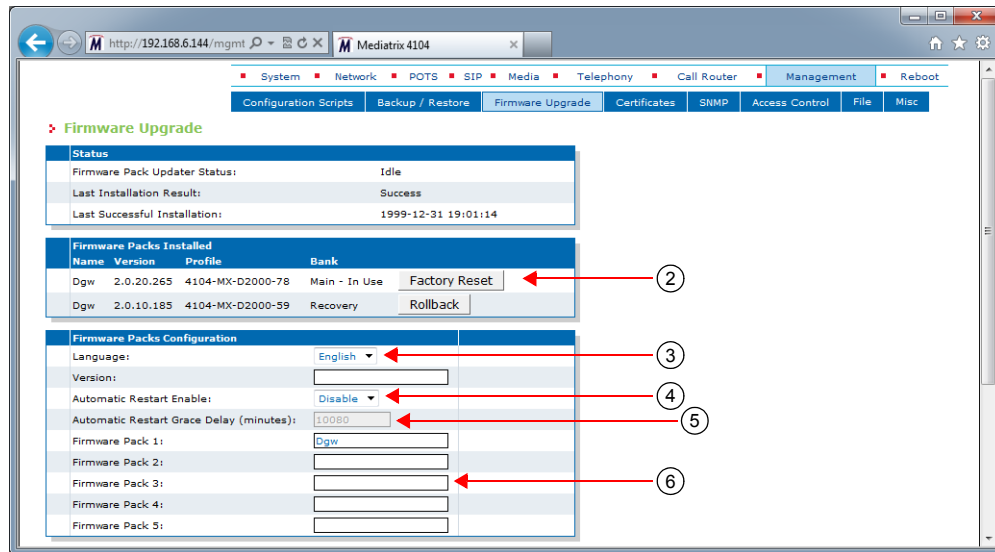 http://192.168.6.144/mgmt
Mediatrix 4104
System Network POTS SIP Media Telephony Call Router Management Reboot
Configuration Scripts Backup / Restore Firmware Upgrade Certificates SNMP Access Control File Misc
Firmware Upgrade
Status
Firmware Pack Updater Status: Idle
Last Installation Result: Success
Last Successful Installation: 1999-12-31 19:01:14
Firmware Packs Installed
Name Version Profile Bank
Dgw 2.0.20.265 4104-MX-D2000-78 Main - In Use Factory Reset 2
Dgw 2.0.10.185 4104-MX-D2000-59 Recovery Rollback
Firmware Packs Configuration
Language: English 3
Version:
Automatic Restart Enable: Disable 4
Automatic Restart Grace Delay (minutes): 10080 5
Firmware Pack 1: Dgw
Firmware Pack 2:
Firmware Pack 3: 6
Firmware Pack 4:
Firmware Pack 5: